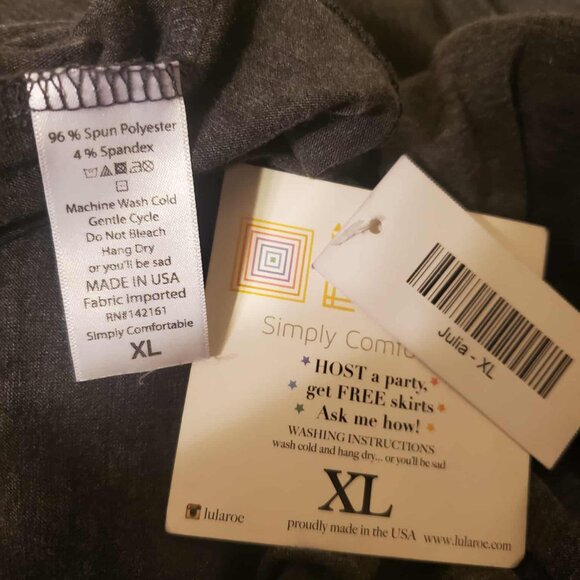 96 % Spun Polyester
4 % Spandex
Machine Wash Cold
Gentle Cycle
Do Not Bleach
Hang Dry
or you'll be sad
MADE IN USA
Fabric Imported
RN#142161
Simply Comfortable
XL
Simply Comfo
HOST a party,
get FREE skirts
Ask me how!
WASHING INSTRUCTIONS
wash cold and hang dry... or you'll be sad
XL
proudly made in the USA
lularoe
www.lularoe.com
Julia - XL